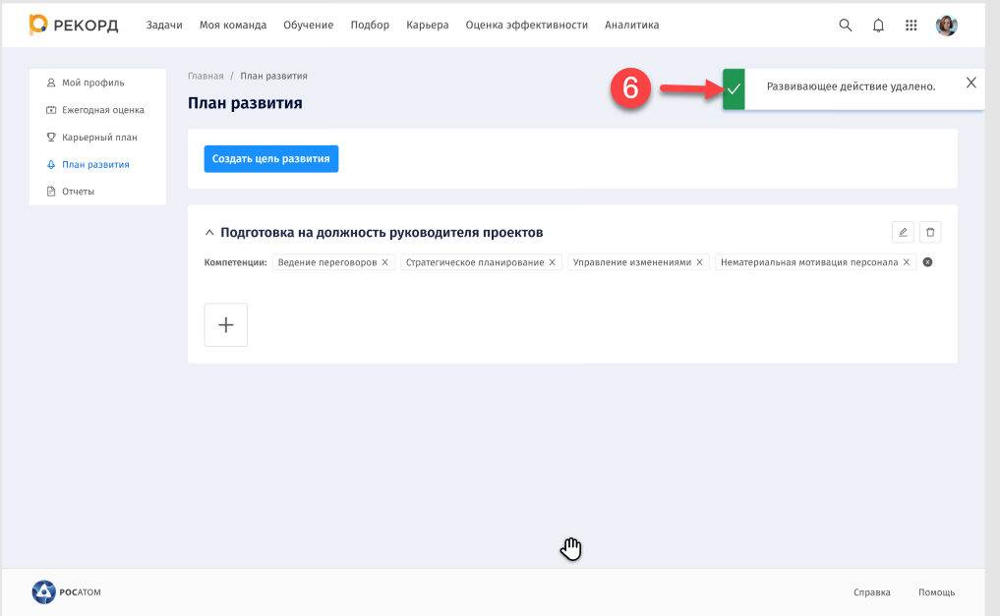 РЕКОРД Задачи Моя команда Обучение Подбор Карьера Оценка эффективности Аналитика
Мой профиль
Ежегодная оценка
Карьерный план
План развития
Отчеты
Главная / План развития
План развития
6
Развивающее действие удалено.
Создать цель развития
Подготовка на должность руководителя проектов
Компетенции: Ведение переговоров Стратегическое планирование Управление изменениями Нематериальная мотивация персонала
РОСАТОМ
Справка Помощь